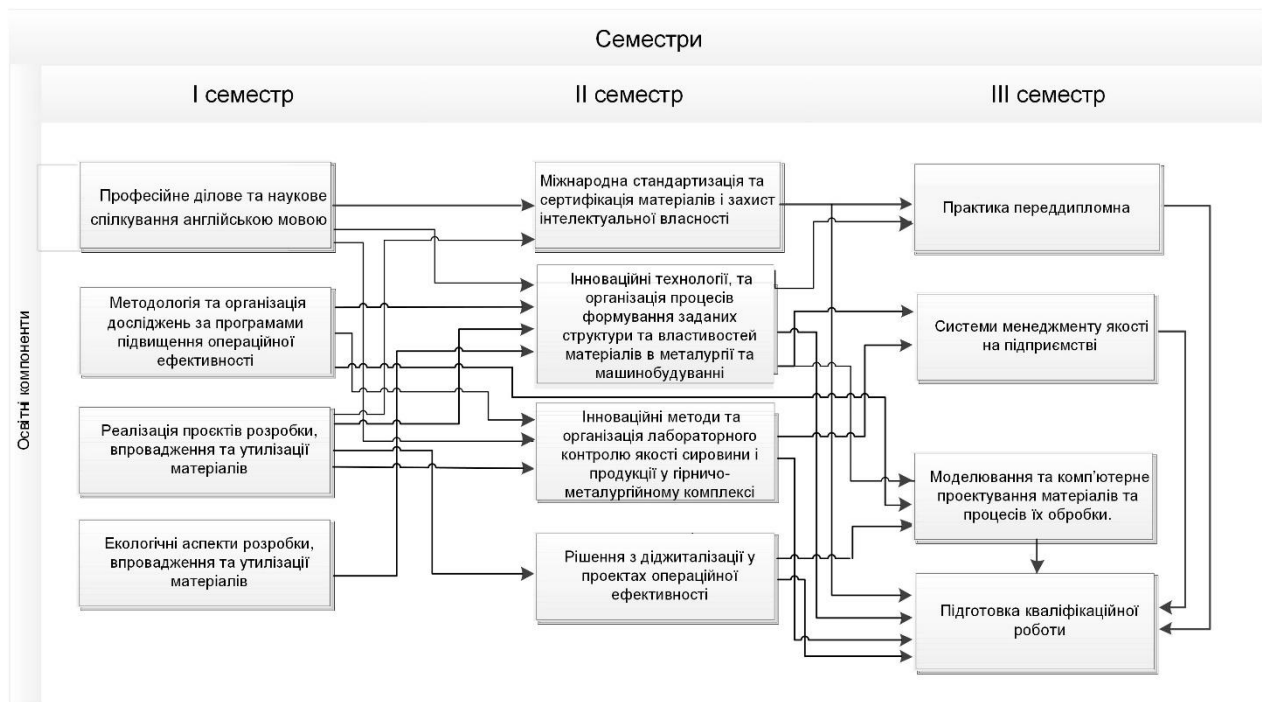 Семестри
I семестр
II семестр
III семестр
Освітні компоненти
Професійне ділове та наукове
спілкування англійською мовою
Методологія та організація
досліджень за програмами
підвищення операційної
ефективності
Реалізація проєктів розробки,
впровадження та утилізації
матеріалів
Екологічні аспекти розробки,
впровадження та утилізації
матеріалів
Міжнародна стандартизація та
сертифікація матеріалів і захист
інтелектуальної власності
Інноваційні технології, та
організація процесів
формування заданих
структури та властивостей
матеріалів в металургії та
машинобудуванні
Інноваційні методи та
організація лабораторного
контролю якості сировини і
продукції у гірничо-
металургійному комплексі
Рішення з діджиталізації у
проектах операційної
ефективності
Практика переддипломна
Системи менеджменту якості
на підприємстві
Моделювання та комп’ютерне
проектування матеріалів та
процесів їх обробки.
Підготовка кваліфікаційної
роботи